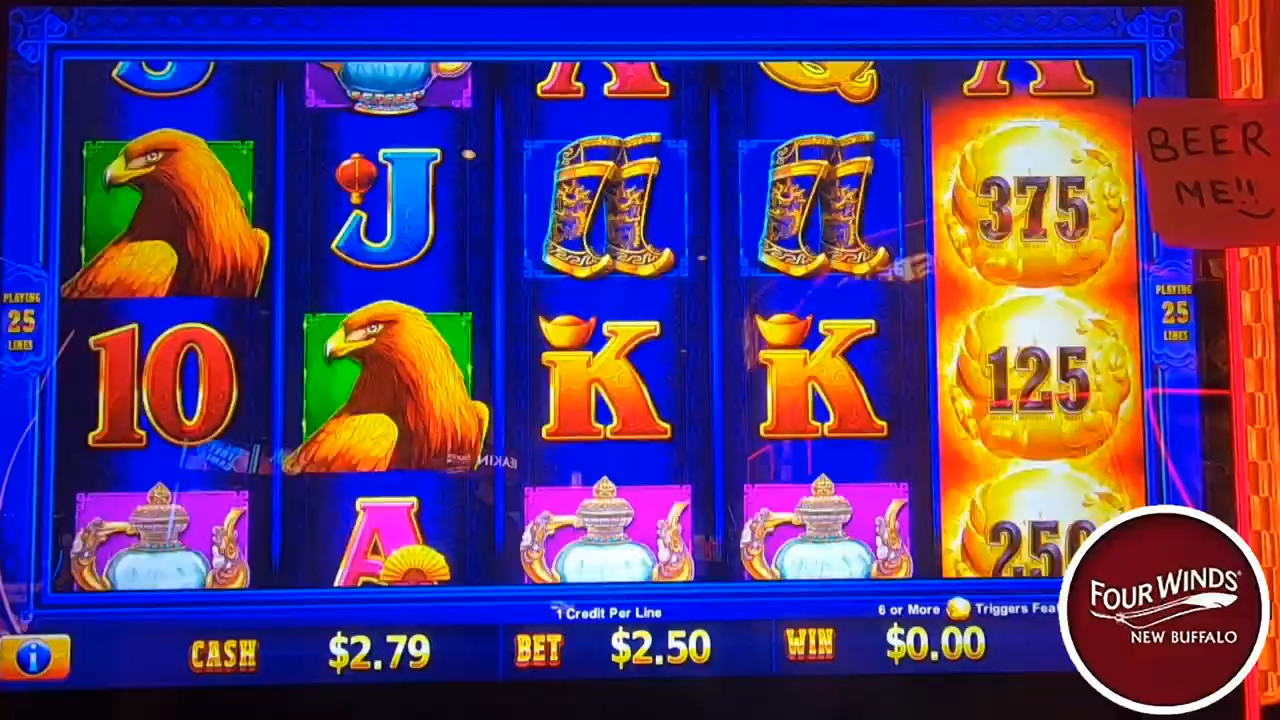 375
BEER
ME!!
J
PLAYING
25
LINES
PLAYING
25
LINES
10
K
K
125
A
250
1 Credit Per Line
6 or More
Triggers
CASH
$2.79
BET
$2.50
WIN
$0.00
FOUR WINDS®
NEW BUFFALO